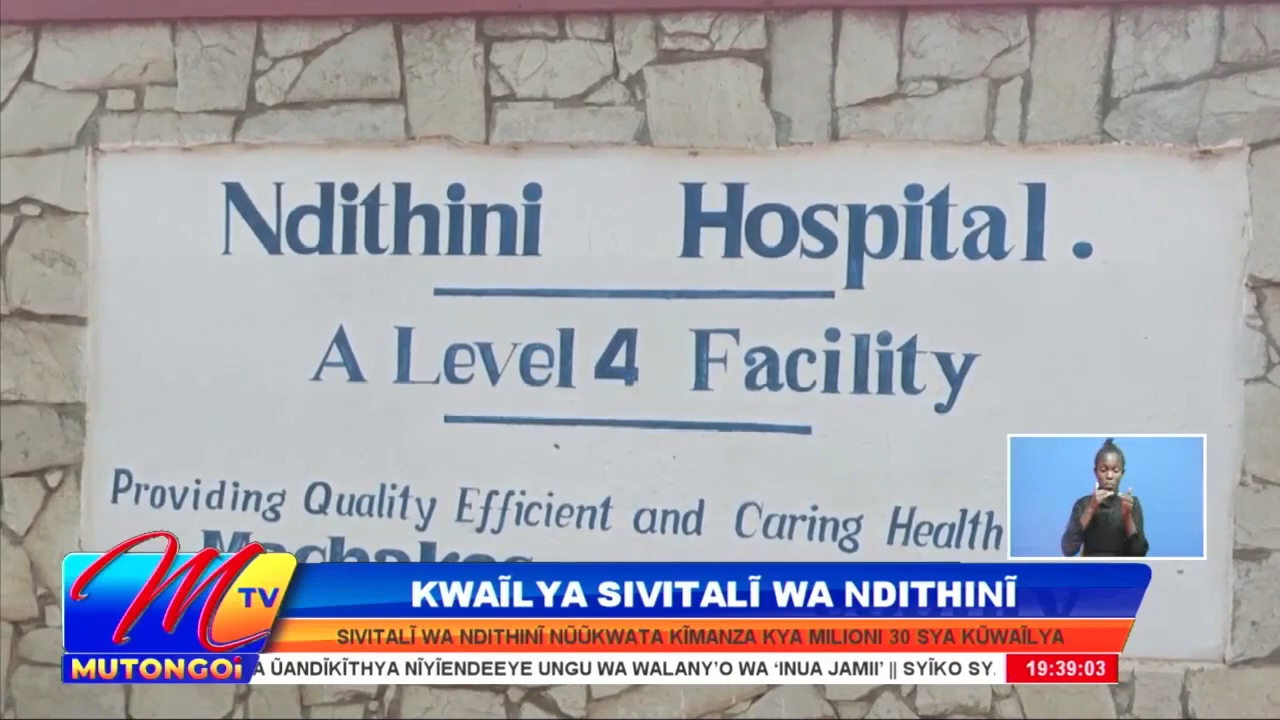 Ndithini Hospital.
A Level 4 Facility
Providing Quality Efficient and Caring Health
Machakos
M TV
MUTONGOi
KWAĨLYA SIVITALĨ WA NDITHINĨ
SIVITALĨ WA NDITHINĨ NŨŨKWATA KĨMANZA KYA MILIONI 30 SYA KŨWAĨLYA
A ŨANDĨKĨTHYA NĨYĨENDEEYE UNGU WA WALANY’O WA ‘INUA JAMII’ || SYĨKO SY.
19:39:03